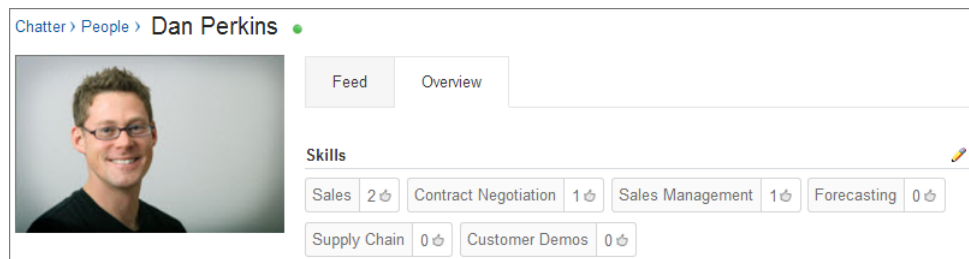 Chatter › People › Dan Perkins
Feed Overview
Skills
Sales 2 Contract Negotiation 1 Sales Management 1 Forecasting 0
Supply Chain 0 Customer Demos 0